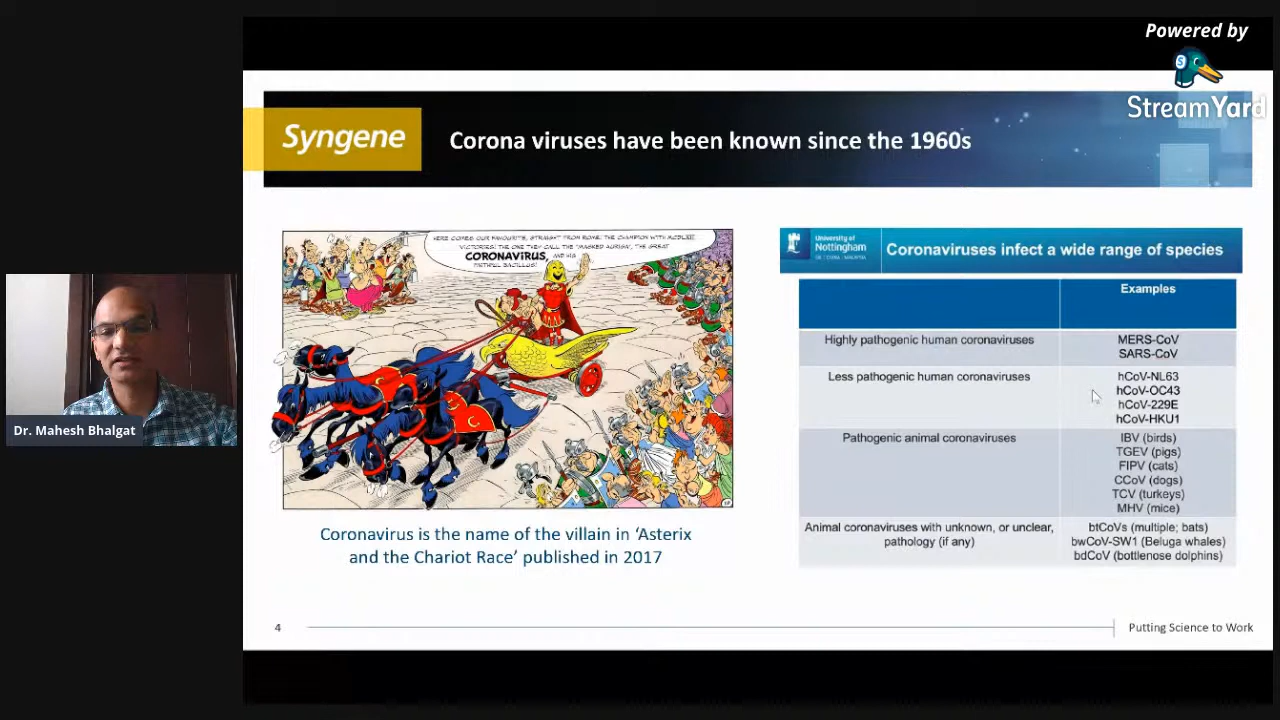 Powered by
StreamYard
Syngene
Corona viruses have been known since the 1960s
HERE COMES OUR FAVOURITE, STRAIGHT FROM ROME: THE CHAMPION WITH
VICTORIES! THE ONE THEY CALL THE "MASKED AURIGA", THE GREAT
CORONAVIRUS, AND HIS
FAITHFUL BACILLUS!
Coronavirus is the name of the villain in ‘Asterix
and the Chariot Race’ published in 2017
University of
Nottingham
UK | CHINA | MALAYSIA
Coronaviruses infect a wide range of species
Examples
Highly pathogenic human coronaviruses
MERS-CoV
SARS-CoV
Less pathogenic human coronaviruses
hCoV-NL63
hCoV-OC43
hCoV-229E
hCoV-HKU1
Pathogenic animal coronaviruses
IBV (birds)
TGEV (pigs)
FIPV (cats)
CCoV (dogs)
TCV (turkeys)
MHV (mice)
Animal coronaviruses with unknown, or unclear,
pathology (if any)
btCoVs (multiple; bats)
bwCoV-SW1 (Beluga whales)
bdCoV (bottlenose dolphins)
Dr. Mahesh Bhalgat
4
Putting Science to Work